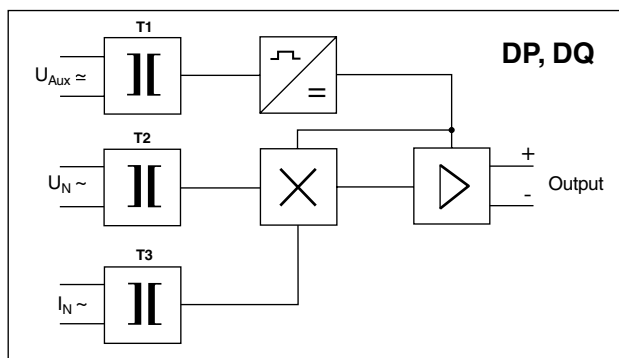 T1
DP, DQ
U_Aux ≃
T2
U_N ~
+
Output
-
T3
I_N ~